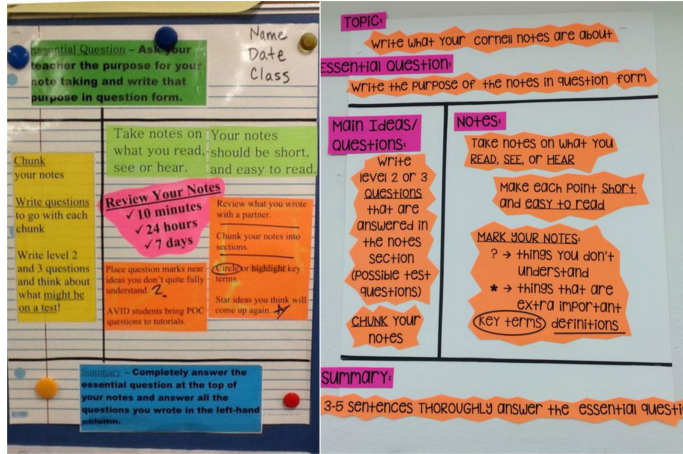 Name
Date
Class
Essential Question – Ask your
teacher the purpose for your
note taking and write that
purpose in question form.
Take notes on
what you read,
see or hear.
Your notes
should be short,
and easy to read.
Chunk
your notes
Write questions
to go with each
chunk
Write level 2
and 3 questions
and think about
what might be
on a test!
Review Your Notes
✓ 10 minutes
✓ 24 hours
✓ 7 days
Review what you wrote
with a partner.
Chunk your notes into
sections.
Circle or highlight key
terms.
Star ideas you think will
come up again.
Place question marks near
ideas you don't quite fully
understand. ?
AVID students bring POC
questions to tutorials.
Summary – Completely answer the
essential question at the top of
your notes and answer all the
questions you wrote in the left-hand
column.
TOPIC:
Write what your cornell notes are about
Essential Question:
Write the purpose of the notes in question form
Main Ideas/
Questions:
Write
level 2 or 3
Questions
that are
answered in
the notes
section
(possible test
questions)
CHUNK your
notes
Notes:
Take notes on what you
READ, SEE, or HEAR
Make each point short
and easy to read
MARK YOUR NOTES:
? → things you don't
understand
* → things that are
extra important
Key terms definitions
Summary:
3-5 sentences THOROUGHLY answer the essential questi